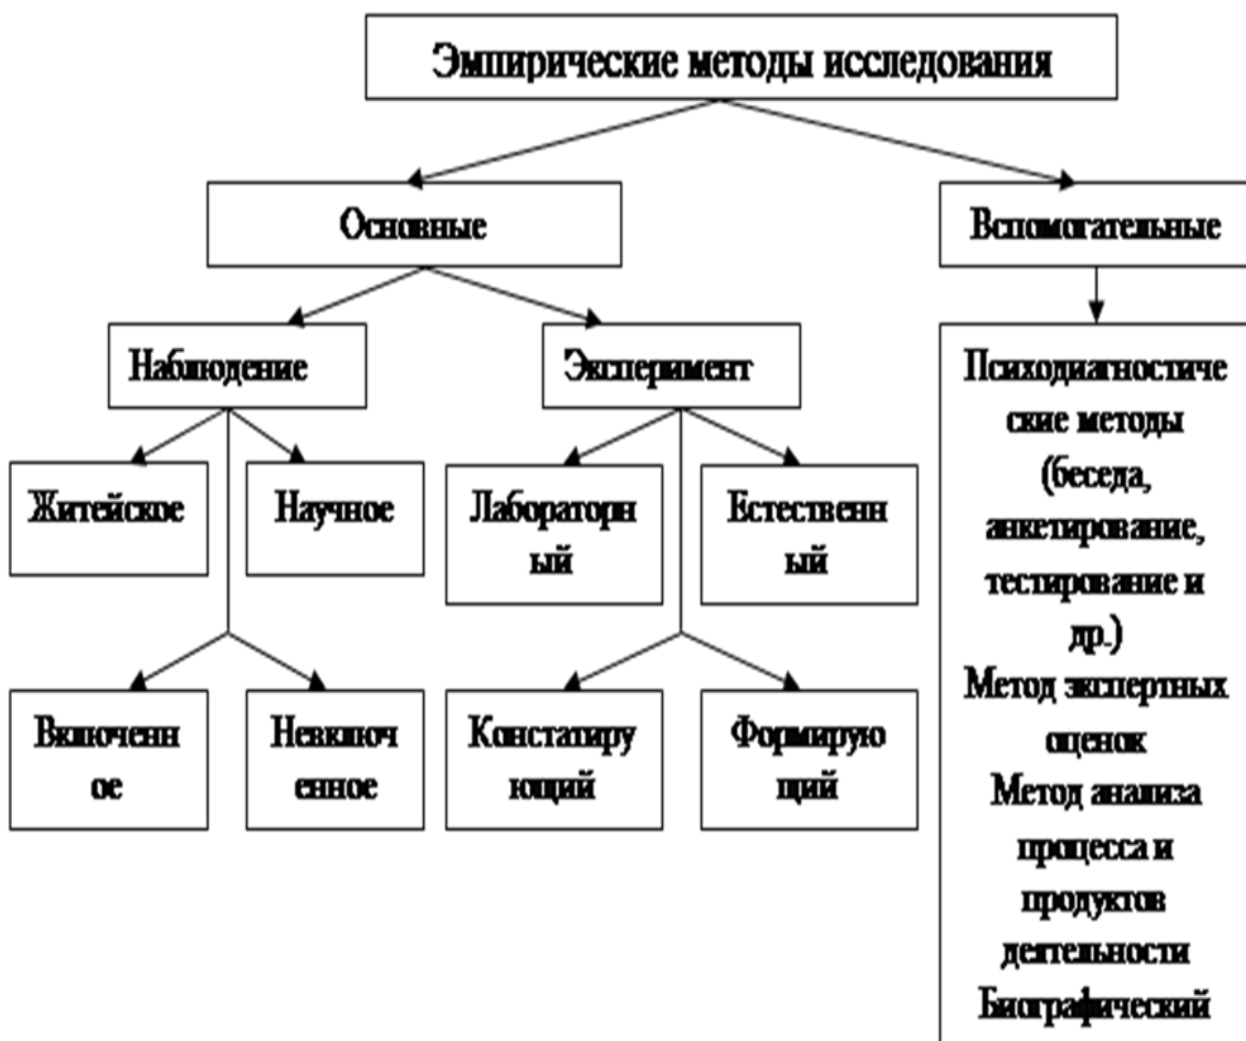 Эмпирические методы исследования
Основные
Вспомогательные
Наблюдение
Эксперимент
Житейское
Научное
Лабораторн
ый
Естественн
ый
Включенн
ое
Невключ
енное
Констатиру
ющий
Формирую
щий
Психодиагностиче
ские методы
(беседа,
анкетирование,
тестирование и
др.)
Метод экспертных
оценок
Метод анализа
процесса и
продуктов
деятельности
Биографический